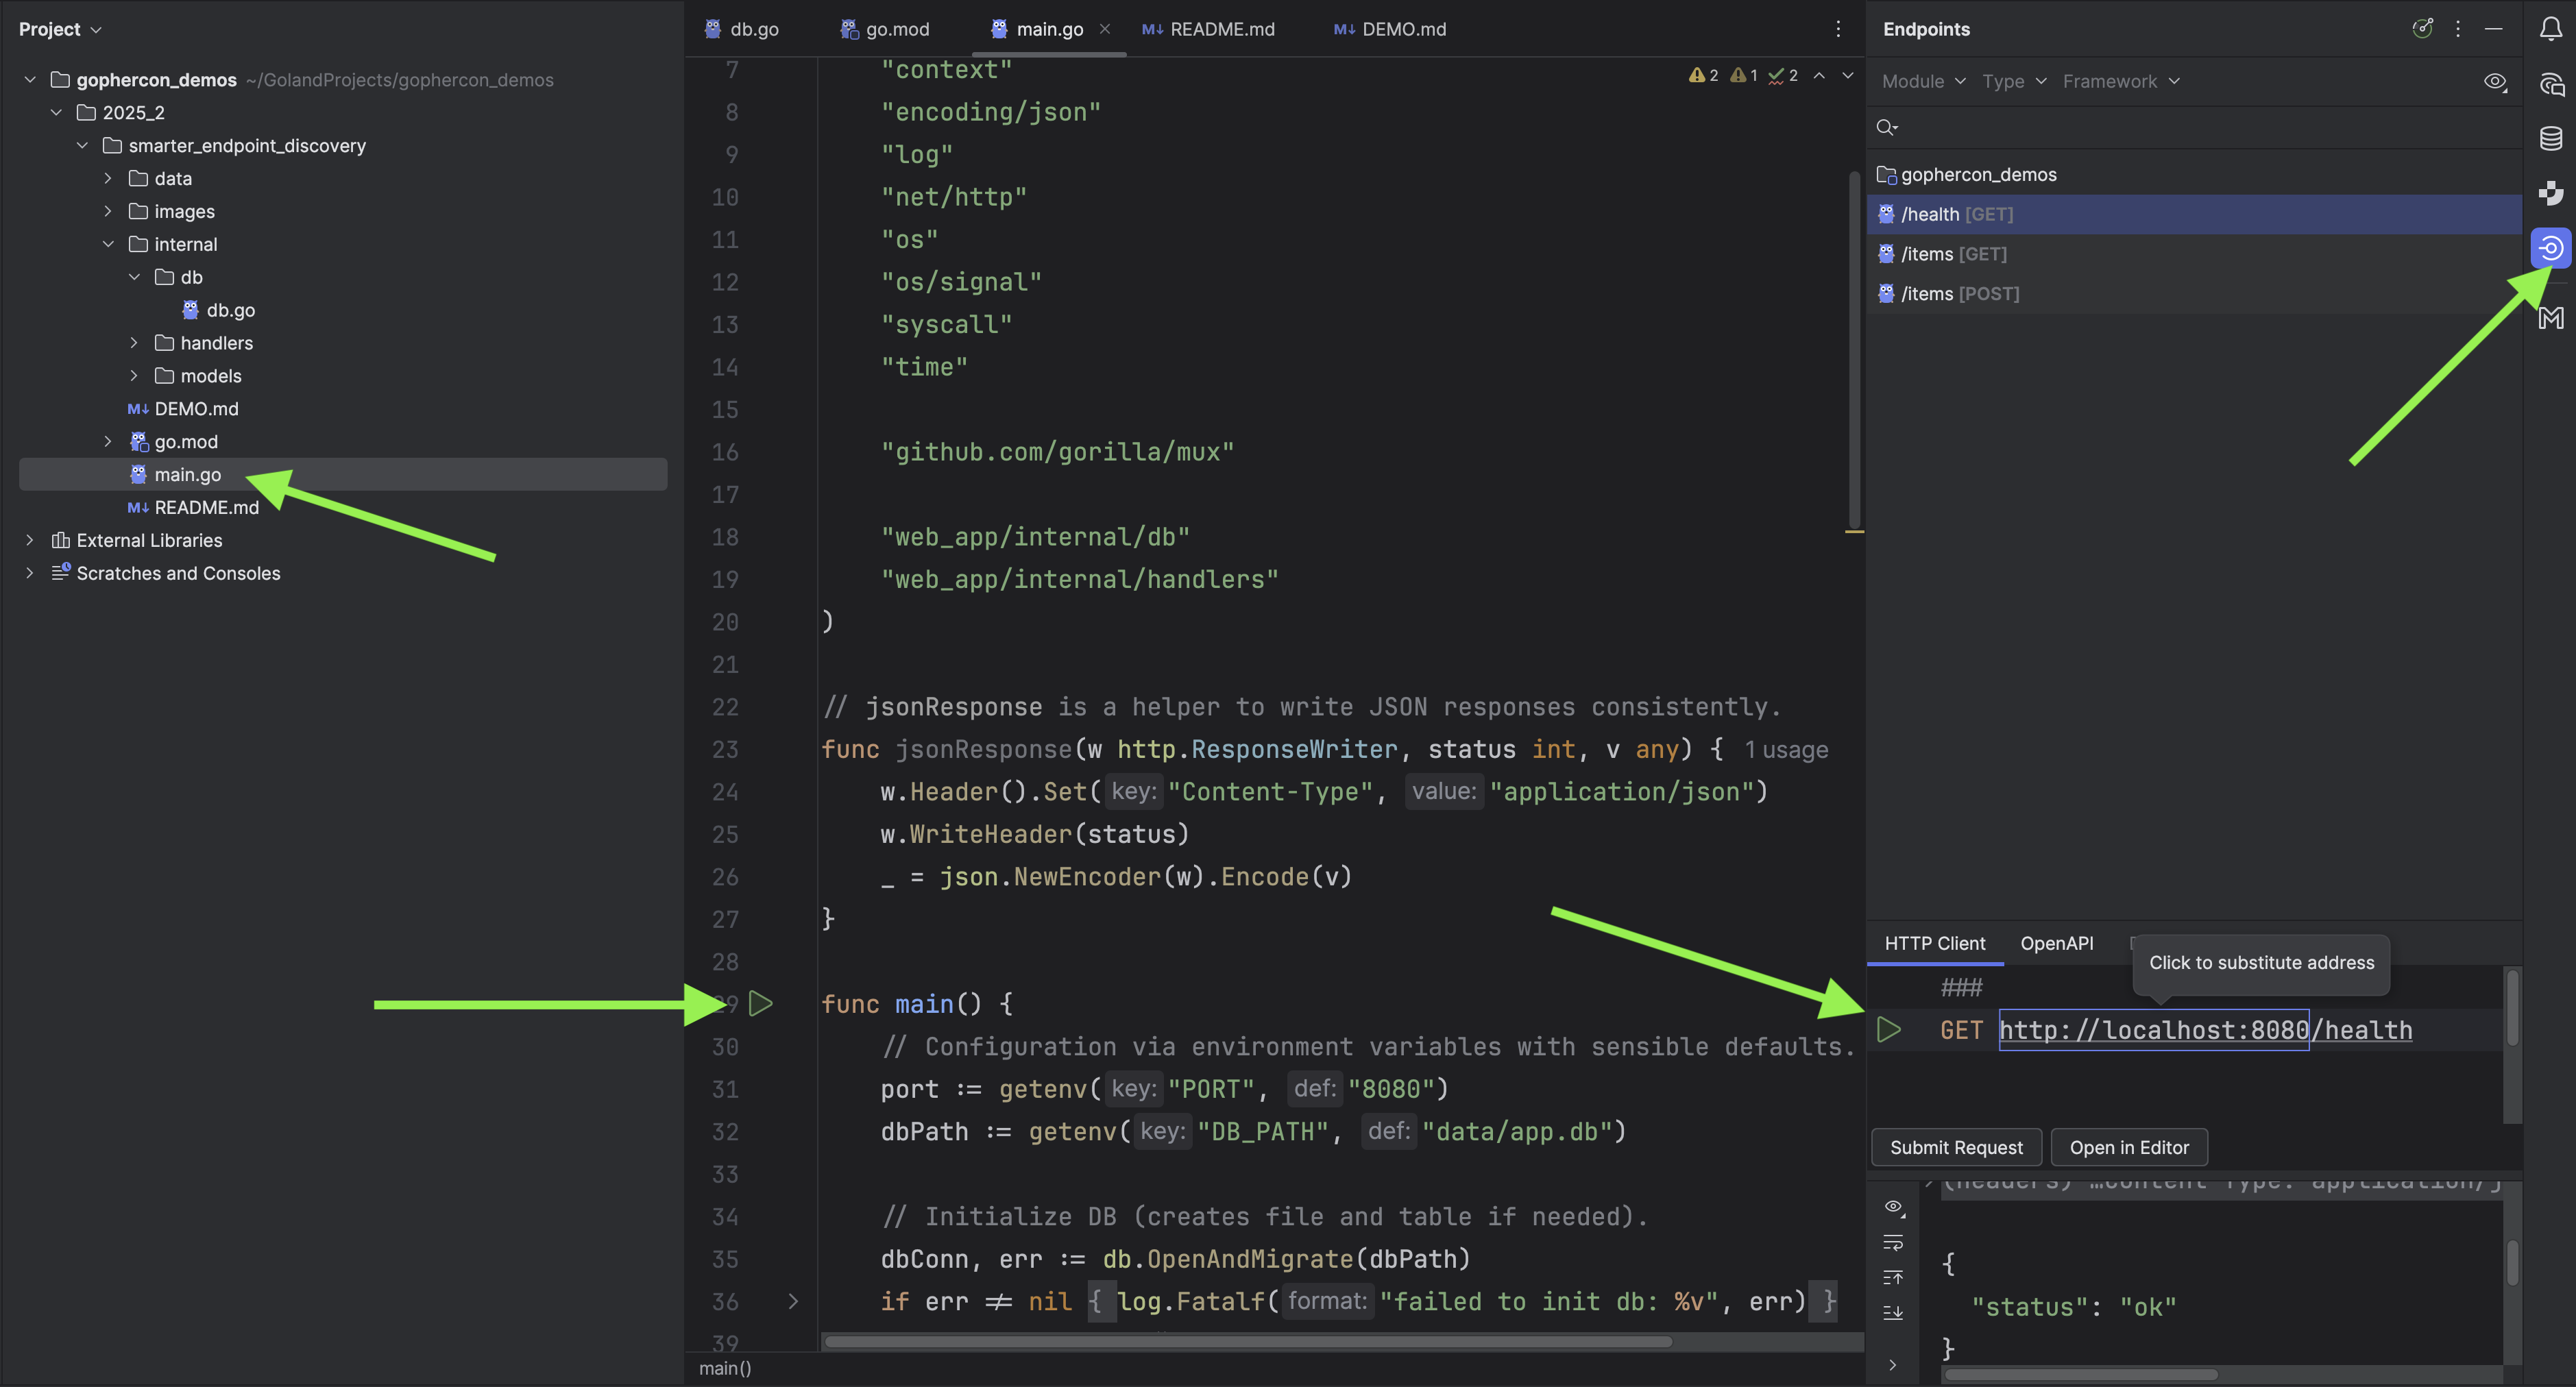 Project
gophercon_demos ~/GolandProjects/gophercon_demos
2025_2
smarter_endpoint_discovery
data
images
internal
db
db.go
handlers
models
M↓ DEMO.md
go.mod
main.go
M↓ README.md
External Libraries
Scratches and Consoles
db.go
go.mod
main.go
M↓ README.md
M↓ DEMO.md
2 1 2
7 "context"
8 "encoding/json"
9 "log"
10 "net/http"
11 "os"
12 "os/signal"
13 "syscall"
14 "time"
15
16 "github.com/gorilla/mux"
17
18 "web_app/internal/db"
19 "web_app/internal/handlers"
20 )
21
22 // jsonResponse is a helper to write JSON responses consistently.
23 func jsonResponse(w http.ResponseWriter, status int, v any) { 1 usage
24 w.Header().Set( key: "Content-Type", value: "application/json")
25 w.WriteHeader(status)
26 _ = json.NewEncoder(w).Encode(v)
27 }
28
29 func main() {
30 // Configuration via environment variables with sensible defaults.
31 port := getenv( key: "PORT", def: "8080")
32 dbPath := getenv( key: "DB_PATH", def: "data/app.db")
33
34 // Initialize DB (creates file and table if needed).
35 dbConn, err := db.OpenAndMigrate(dbPath)
36 if err ≠ nil { log.Fatalf( format: "failed to init db: %v", err) }
39
main()
Endpoints
Module Type Framework
gophercon_demos
/health [GET]
/items [GET]
/items [POST]
HTTP Client OpenAPI
Click to substitute address
###
GET http://localhost:8080/health
Submit Request Open in Editor
(headers) …content type: application/j
{
"status": "ok"
}